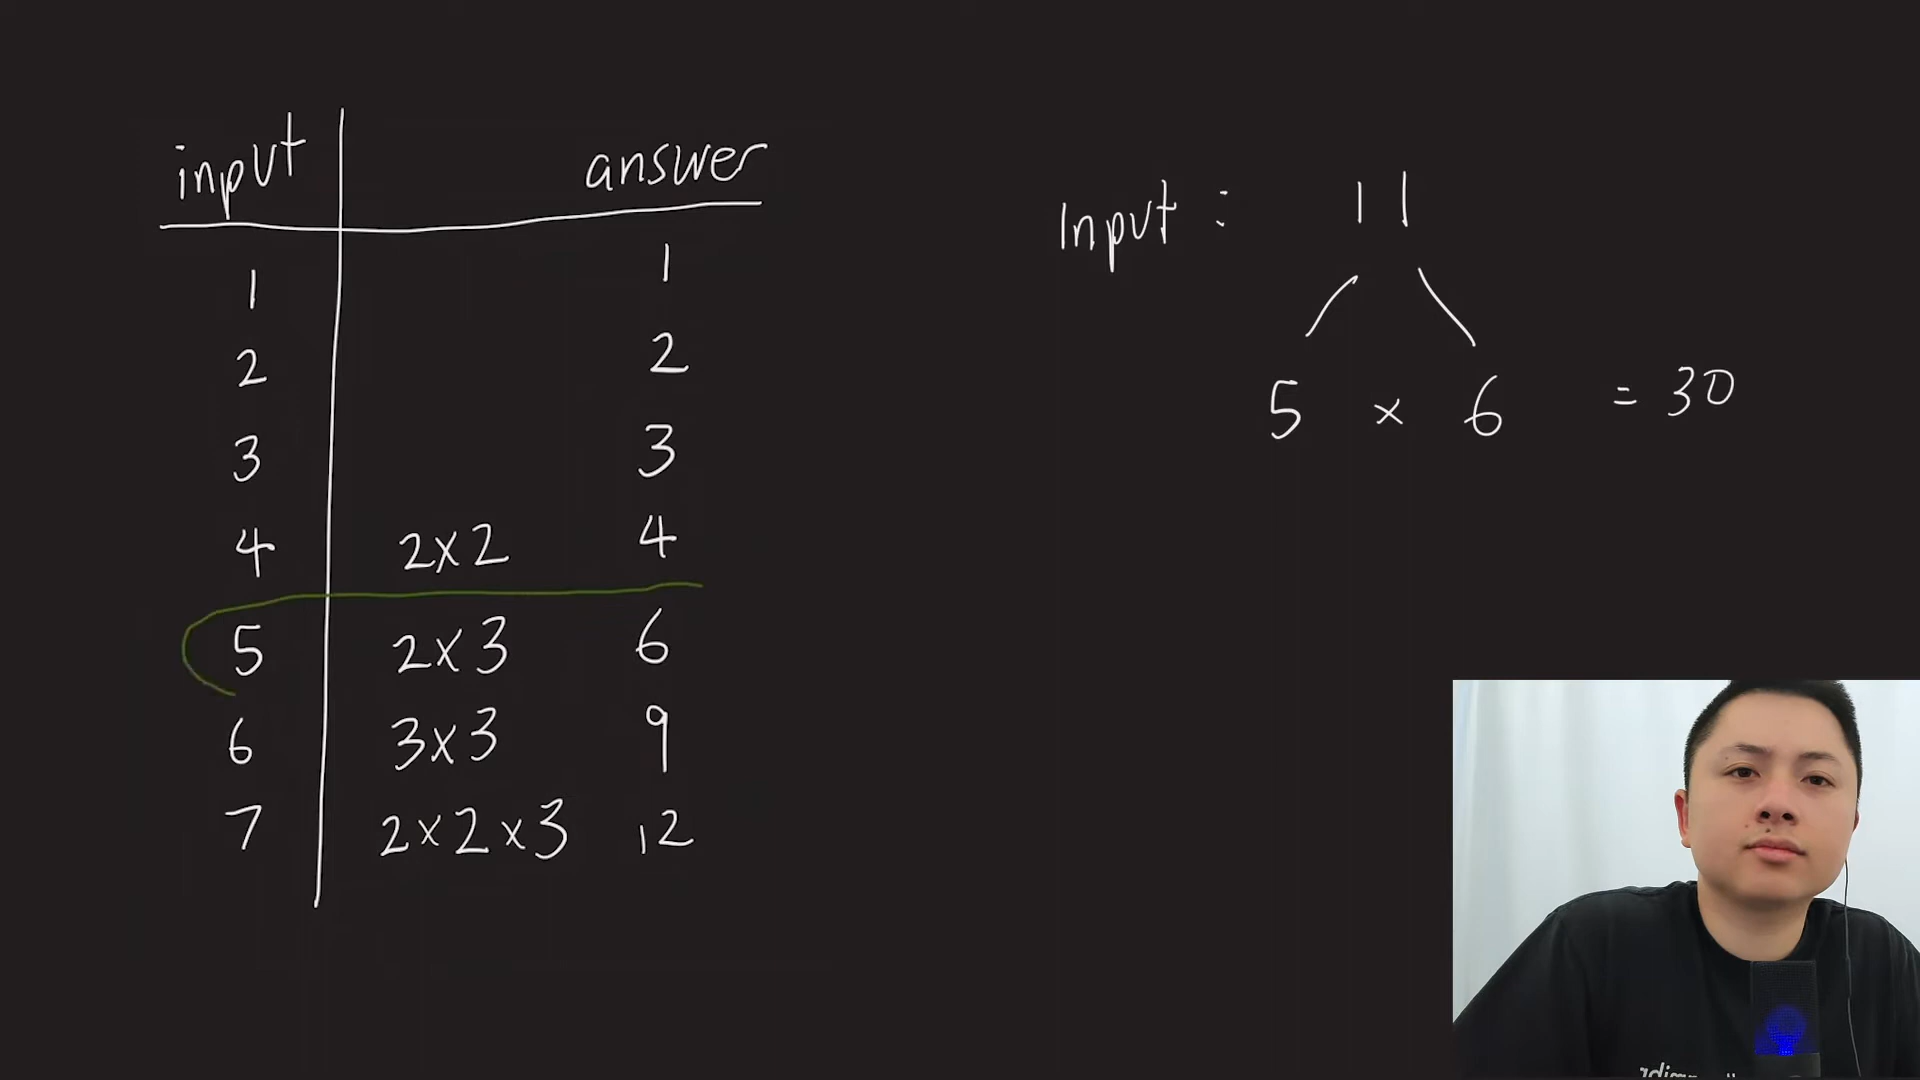 input answer
1 1
2 2
3 3
4 2x2 4
5 2x3 6
6 3x3 9
7 2x2x3 12
Input : 11
5 x 6 = 30